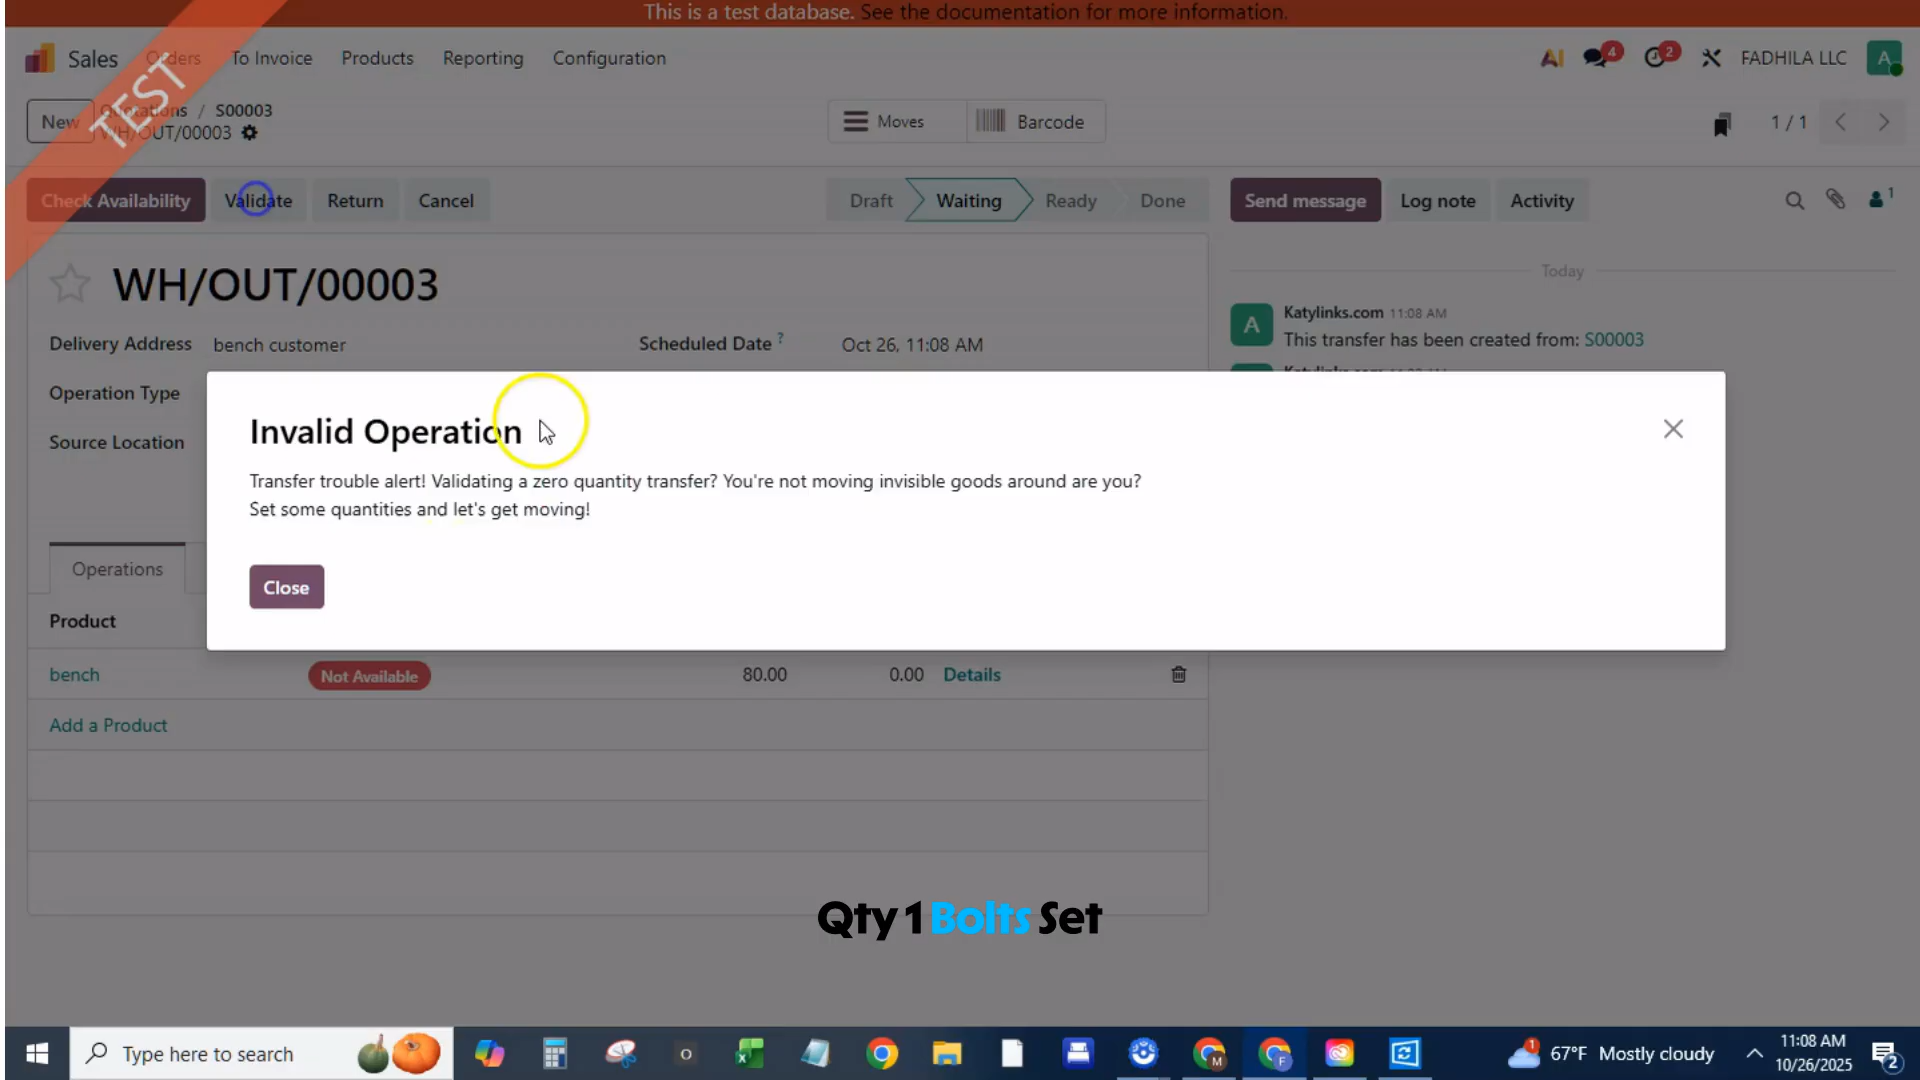 This is a test database. See the documentation for more information.
Sales Orders To Invoice Products Reporting Configuration
AI 4 2 FADHILA LLC A
TEST
New
Operations / S00003
WH/OUT/00003
Moves Barcode
1 / 1
Check Availability Validate Return Cancel
Draft Waiting Ready Done
Send message Log note Activity
1
WH/OUT/00003
Today
Delivery Address bench customer
Scheduled Date ? Oct 26, 11:08 AM
A Katylinks.com 11:08 AM
This transfer has been created from: S00003
Operation Type
Source Location
Invalid Operation
Transfer trouble alert! Validating a zero quantity transfer? You're not moving invisible goods around are you?
Set some quantities and let's get moving!
Close
Operations
Product
bench Not Available 80.00 0.00 Details
Add a Product
Qty 1 Bolts Set
Type here to search
67°F Mostly cloudy
11:08 AM
10/26/2025
2